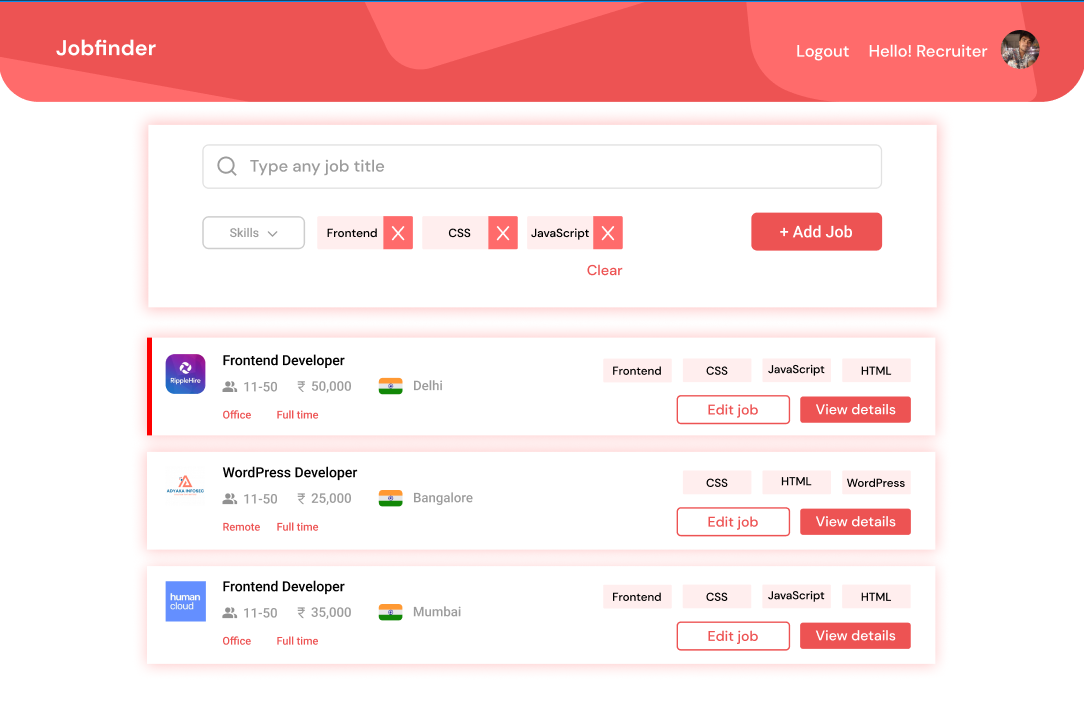 Jobfinder
Logout Hello! Recruiter
Type any job title
Skills Frontend X CSS X JavaScript X + Add Job
Clear
RippleHire
Frontend Developer
11-50 ₹ 50,000 Delhi
Office Full time
Frontend CSS JavaScript HTML
Edit job View details
ADYAXA INFOSEC
WordPress Developer
11-50 ₹ 25,000 Bangalore
Remote Full time
CSS HTML WordPress
Edit job View details
human
cloud
Frontend Developer
11-50 ₹ 35,000 Mumbai
Office Full time
Frontend CSS JavaScript HTML
Edit job View details